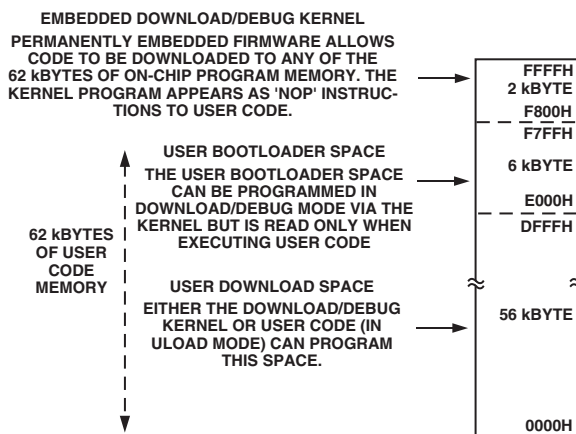 EMBEDDED DOWNLOAD/DEBUG KERNEL
PERMANENTLY EMBEDDED FIRMWARE ALLOWS
CODE TO BE DOWNLOADED TO ANY OF THE
62 kBYTES OF ON-CHIP PROGRAM MEMORY. THE
KERNEL PROGRAM APPEARS AS 'NOP' INSTRUC-
TIONS TO USER CODE.
FFFFH
2 kBYTE
F800H
F7FFH
USER BOOTLOADER SPACE
THE USER BOOTLOADER SPACE
CAN BE PROGRAMMED IN
DOWNLOAD/DEBUG MODE VIA THE
KERNEL BUT IS READ ONLY WHEN
EXECUTING USER CODE
6 kBYTE
E000H
DFFFH
62 kBYTES
OF USER
CODE
MEMORY
USER DOWNLOAD SPACE
EITHER THE DOWNLOAD/DEBUG
KERNEL OR USER CODE (IN
ULOAD MODE) CAN PROGRAM
THIS SPACE.
56 kBYTE
0000H